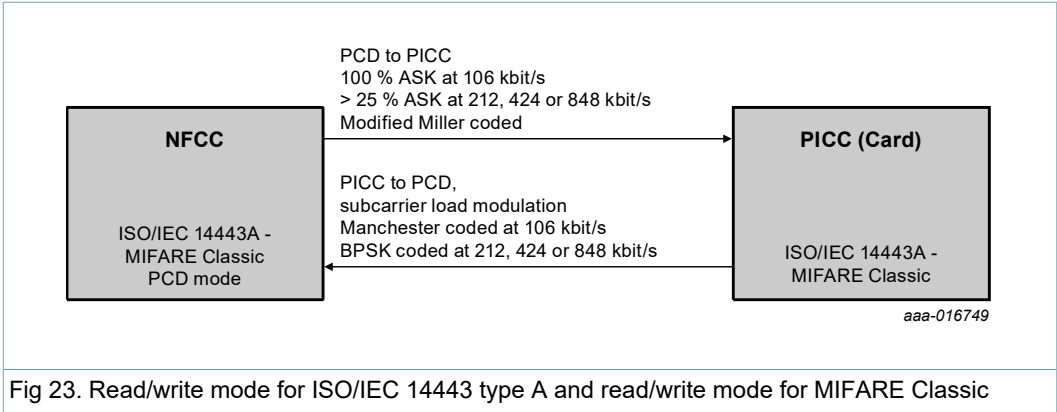 PCD to PICC
100 % ASK at 106 kbit/s
> 25 % ASK at 212, 424 or 848 kbit/s
Modified Miller coded
NFCC
PICC (Card)
PICC to PCD,
subcarrier load modulation
Manchester coded at 106 kbit/s
BPSK coded at 212, 424 or 848 kbit/s
ISO/IEC 14443A -
MIFARE Classic
PCD mode
ISO/IEC 14443A -
MIFARE Classic
aaa-016749
Fig 23. Read/write mode for ISO/IEC 14443 type A and read/write mode for MIFARE Classic